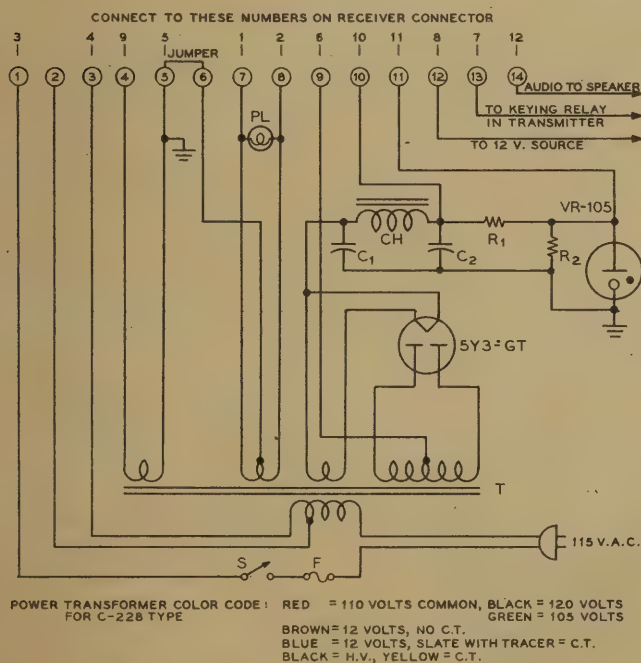 CONNECT TO THESE NUMBERS ON RECEIVER CONNECTOR
3 4 9 5 1 2 6 10 11 8 7 12
JUMPER
1 2 3 4 5 6 7 8 9 10 11 12 13 14
AUDIO TO SPEAKER
TO KEYING RELAY
IN TRANSMITTER
TO 12 V. SOURCE
PL
VR-105
CH
R1
C1
C2
R2
5Y3=GT
T
115 V.A.C.
S
F
POWER TRANSFORMER COLOR CODE: RED = 110 VOLTS COMMON, BLACK = 120 VOLTS
FOR C-228 TYPE GREEN = 105 VOLTS
BROWN = 12 VOLTS, NO C.T.
BLUE = 12 VOLTS, SLATE WITH TRACER = C.T.
BLACK = H.V., YELLOW = C.T.